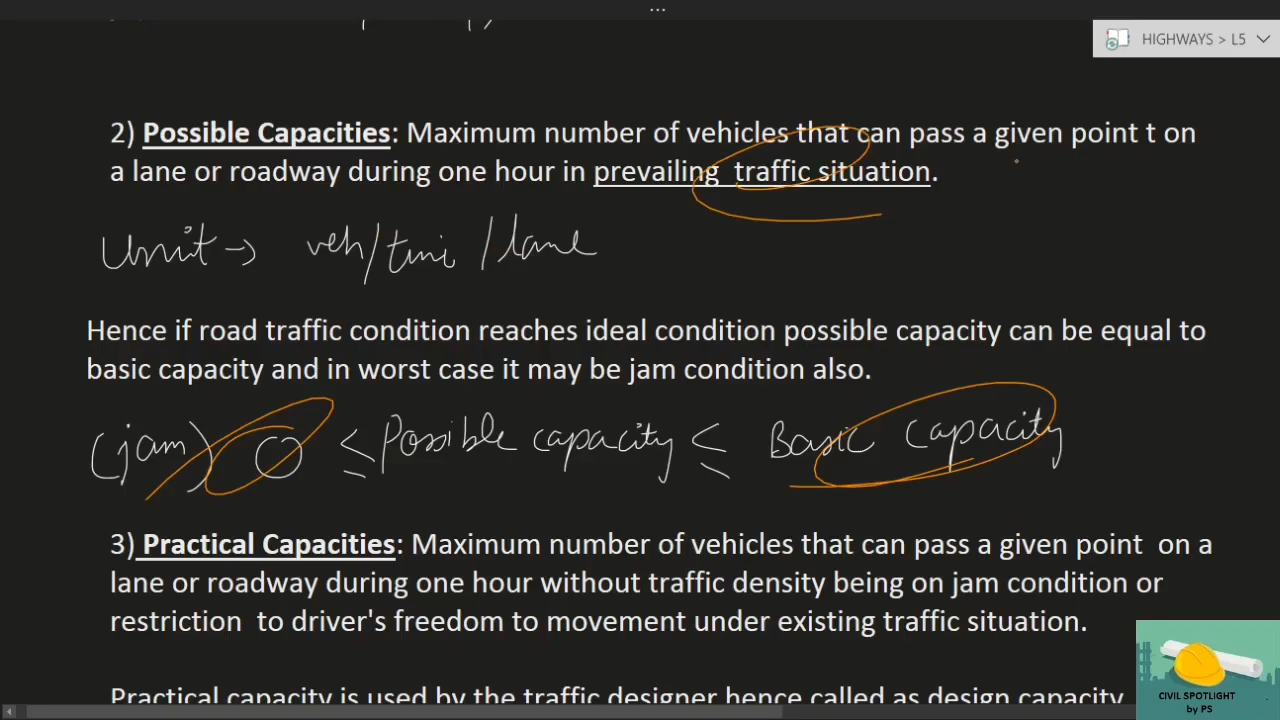 ...
HIGHWAYS > L5
2) Possible Capacities: Maximum number of vehicles that can pass a given point t on
a lane or roadway during one hour in prevailing traffic situation.
Unit → veh/time/lane
Hence if road traffic condition reaches ideal condition possible capacity can be equal to
basic capacity and in worst case it may be jam condition also.
(jam) 0 ≤ Possible capacity ≤ Basic Capacity
3) Practical Capacities: Maximum number of vehicles that can pass a given point on a
lane or roadway during one hour without traffic density being on jam condition or
restriction to driver's freedom to movement under existing traffic situation.
Practical capacity is used by the traffic designer hence called as design capacity
CIVIL SPOTLIGHT
by PS